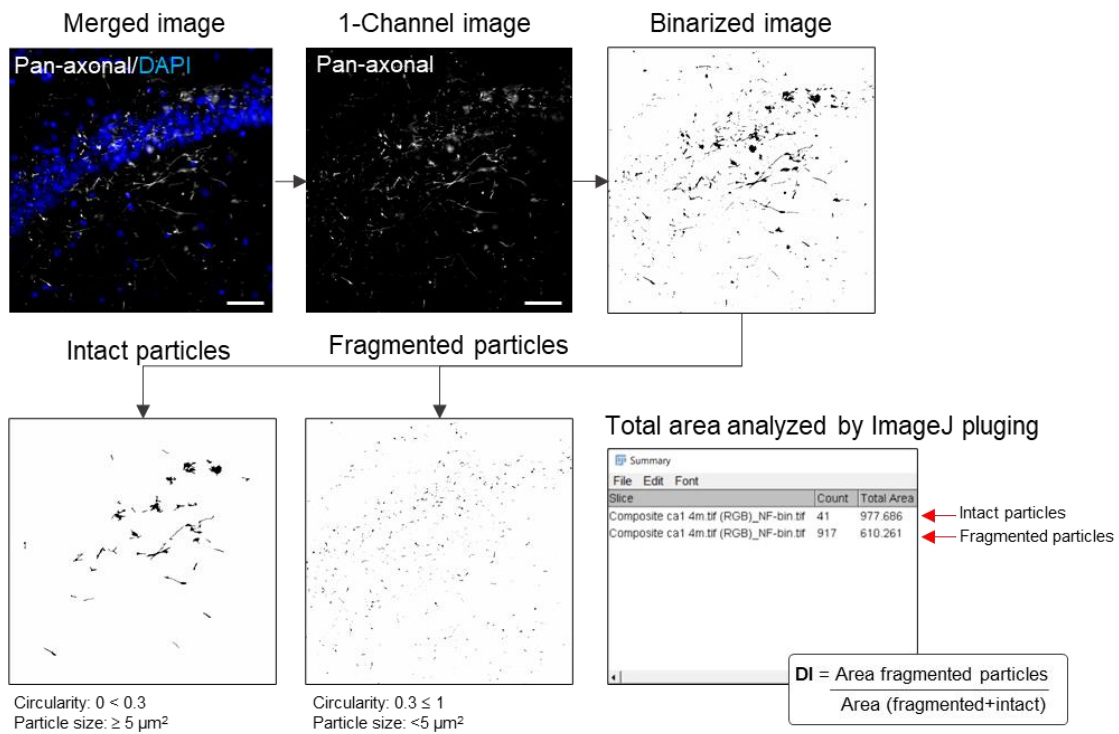 Merged image
1-Channel image
Binarized image
Pan-axonal/DAPI
Pan-axonal
Intact particles
Fragmented particles
Total area analyzed by ImageJ pluging
Summary
File Edit Font
Slice Count Total Area
Composite ca1 4m.tif (RGB)_NF-bin.tif 41 977.686
Composite ca1 4m.tif (RGB)_NF-bin.tif 917 610.261
Intact particles
Fragmented particles
Circularity: 0 < 0.3
Particle size: ≥ 5 µm²
Circularity: 0.3 ≤ 1
Particle size: <5 µm²
DI = Area fragmented particles
Area (fragmented+intact)